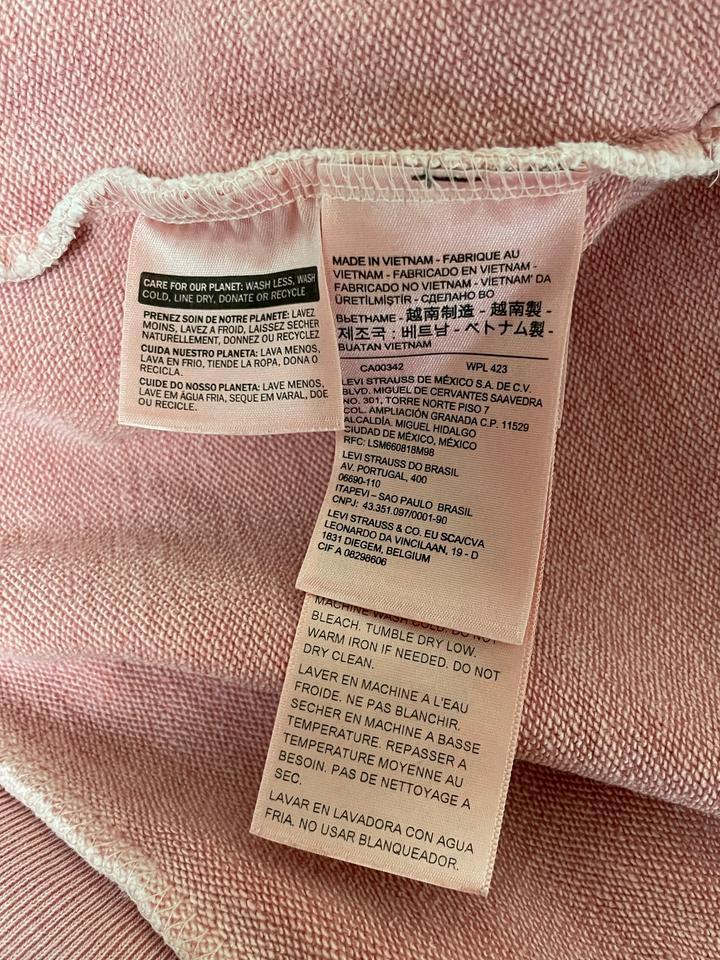 CARE FOR OUR PLANET: WASH LESS, WASH
COLD, LINE DRY, DONATE OR RECYCLE
PRENEZ SOIN DE NOTRE PLANETE: LAVEZ
MOINS, LAVEZ A FROID, LAISSEZ SECHER
NATURELLEMENT, DONNEZ OU RECYCLEZ
CUIDA NUESTRO PLANETA: LAVA MENOS,
LAVA EN FRIO, TIENDE LA ROPA, DONA O
RECICLA.
CUIDE DO NOSSO PLANETA: LAVE MENOS,
LAVE EM ÁGUA FRIA, SEQUE EM VARAL, DOE
OU RECICLE.
MADE IN VIETNAM - FABRIQUE AU
VIETNAM - FABRICADO EN VIETNAM -
FABRICADO NO VIETNAM - VİETNAM' DA
ÜRETİLMİŞTİR - СДЕЛАНО ВО
ВЬЕТНАМЕ - 越南制造 - 越南製 -
제조국 : 베트남 - ベトナム製 -
BUATAN VIETNAM
CA00342 WPL 423
LEVI STRAUSS DE MÉXICO S.A. DE C.V.
BLVD. MIGUEL DE CERVANTES SAAVEDRA
NO. 301, TORRE NORTE PISO 7
COL. AMPLIACIÓN GRANADA C.P. 11529
ALCALDÍA. MIGUEL HIDALGO
CIUDAD DE MÉXICO, MÉXICO
RFC: LSM660818M98
LEVI STRAUSS DO BRASIL
AV. PORTUGAL, 400
06690-110
ITAPEVI – SAO PAULO BRASIL
CNPJ: 43.351.097/0001-90
LEVI STRAUSS & CO. EU SCA/CVA
LEONARDO DA VINCILAAN, 19 - D
1831 DIEGEM, BELGIUM
CIF A 08298606
MACHINE WASH COLD. DO NOT
BLEACH. TUMBLE DRY LOW.
WARM IRON IF NEEDED. DO NOT
DRY CLEAN.
LAVER EN MACHINE A L'EAU
FROIDE. NE PAS BLANCHIR.
SECHER EN MACHINE A BASSE
TEMPERATURE. REPASSER A
TEMPERATURE MOYENNE AU
BESOIN. PAS DE NETTOYAGE A
SEC.
LAVAR EN LAVADORA CON AGUA
FRIA. NO USAR BLANQUEADOR.